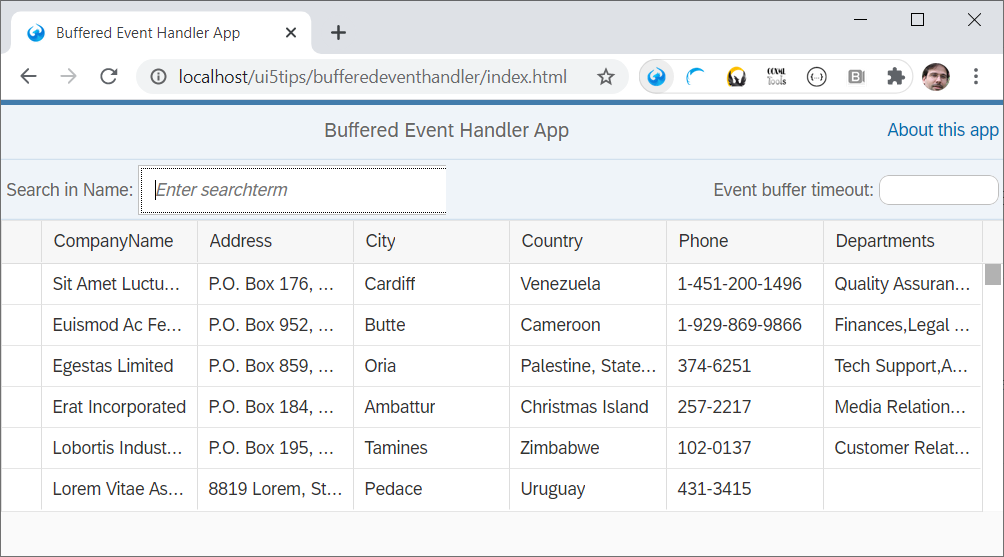 Buffered Event Handler App
localhost/ui5tips/bufferedeventhandler/index.html
Buffered Event Handler App About this app
Search in Name: Enter searchterm Event buffer timeout:
CompanyName Address City Country Phone Departments
Sit Amet Luctu... P.O. Box 176, ... Cardiff Venezuela 1-451-200-1496 Quality Assuran...
Euismod Ac Fe... P.O. Box 952, ... Butte Cameroon 1-929-869-9866 Finances,Legal ...
Egestas Limited P.O. Box 859, ... Oria Palestine, State... 374-6251 Tech Support,A...
Erat Incorporated P.O. Box 184, ... Ambattur Christmas Island 257-2217 Media Relation...
Lobortis Indust... P.O. Box 195, ... Tamines Zimbabwe 102-0137 Customer Relat...
Lorem Vitae As... 8819 Lorem, St... Pedace Uruguay 431-3415